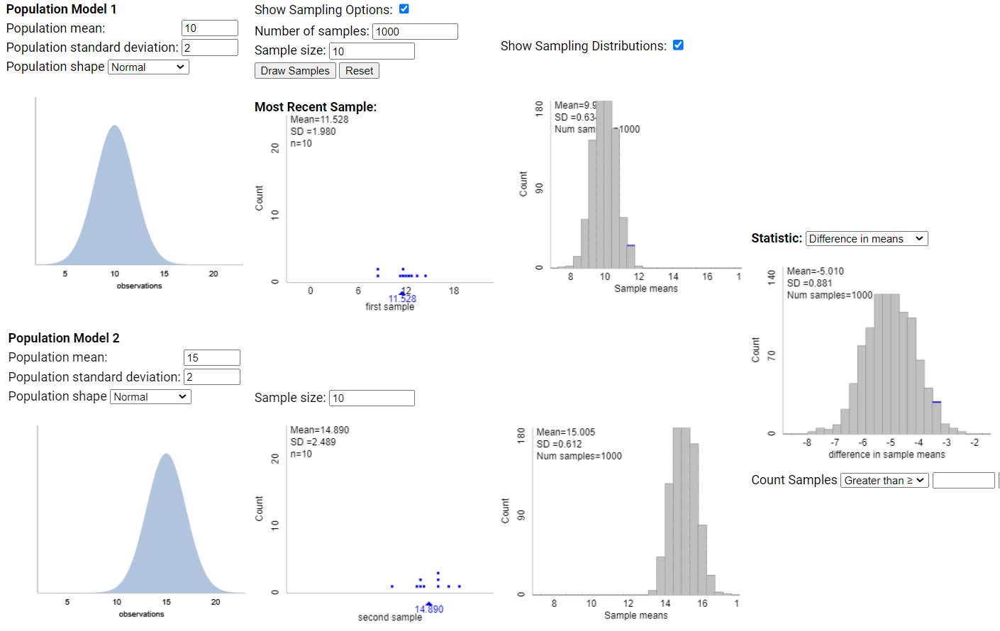 Population Model 1
Population mean: 10
Population standard deviation: 2
Population shape Normal
5 10 15 20
observations
Show Sampling Options:
Number of samples: 1000
Sample size: 10
Draw Samples Reset
Most Recent Sample:
Mean=11.528
SD =1.980
n=10
Count
0 10 20
0 6 12 18
11.528
first sample
Show Sampling Distributions:
Mean=9.9
SD =0.63
Num sam =1000
Count
0 90 180
8 10 12 14 16 1
Sample means
Statistic: Difference in means
Mean=-5.010
SD =0.881
Num samples=1000
Count
0 70 140
-8 -7 -6 -5 -4 -3 -2
difference in sample means
Count Samples Greater than ≥
Population Model 2
Population mean: 15
Population standard deviation: 2
Population shape Normal
5 10 15 20
observations
Sample size: 10
Mean=14.890
SD =2.489
n=10
Count
0 10 20
14.890
second sample
Mean=15.005
SD =0.612
Num samples=1000
Count
0 90 180
8 10 12 14 16 1
Sample means